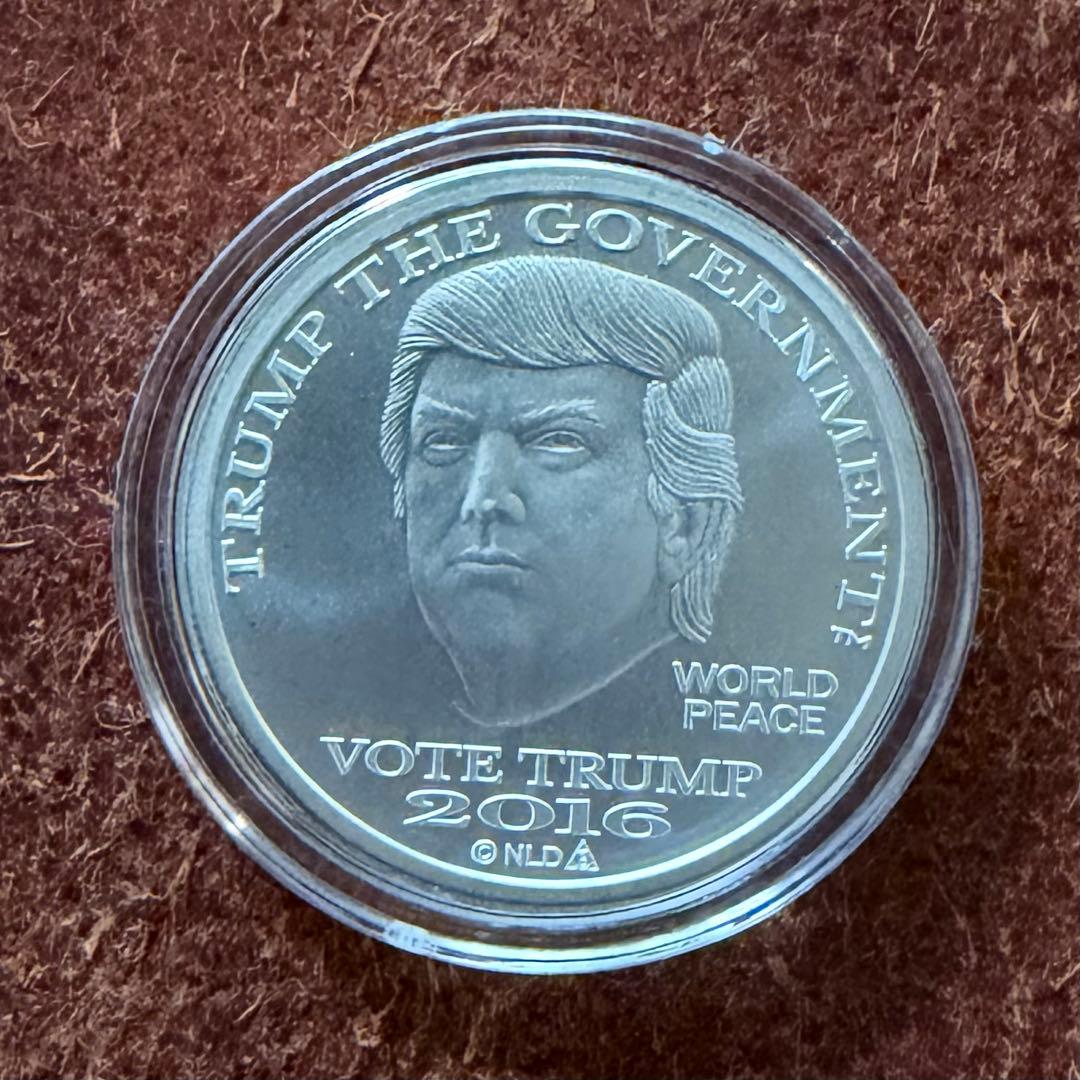 TRUMP THE GOVERNMENT
WORLD
PEACE
VOTE TRUMP
2016
© NLD